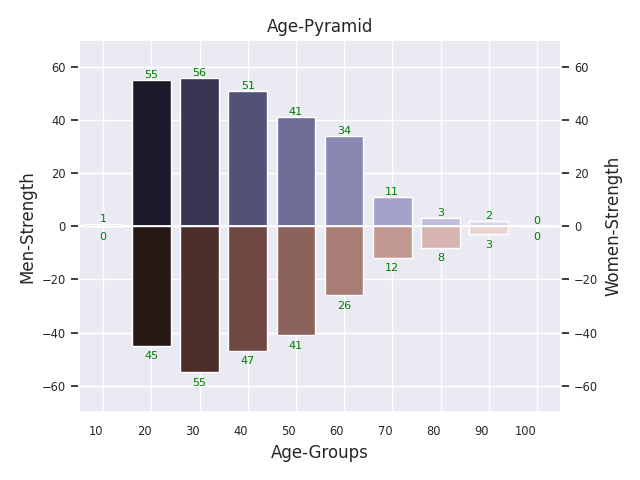 Age-Pyramid
Men-Strength
Women-Strength
60 60
40 40
20 20
0 0
−20 −20
−40 −40
−60 −60
1 55 56 51 41 34 11 3 2 0
0 45 55 47 41 26 12 8 3 0
10 20 30 40 50 60 70 80 90 100
Age-Groups